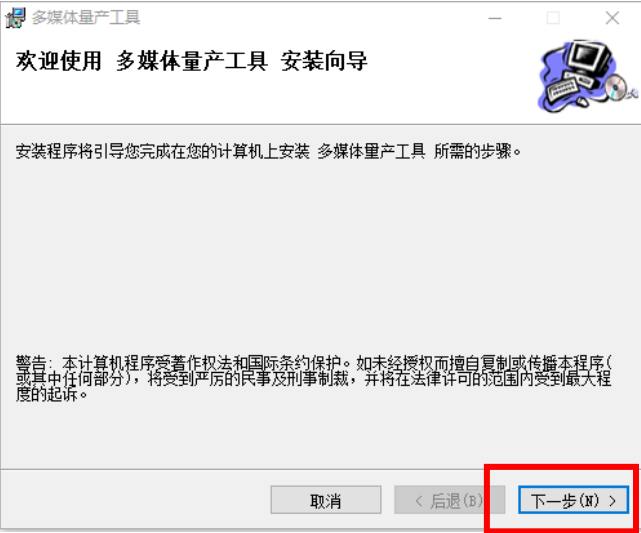 多媒体量产工具
欢迎使用 多媒体量产工具 安装向导
安装程序将引导您完成在您的计算机上安装 多媒体量产工具 所需的步骤。
警告: 本计算机程序受著作权法和国际条约保护。如未经授权而擅自复制或传播本程序(
或其中任何部分)，将受到严厉的民事及刑事制裁，并将在法律许可的范围内受到最大程
度的起诉。
取消
< 后退(B)
下一步(N) >